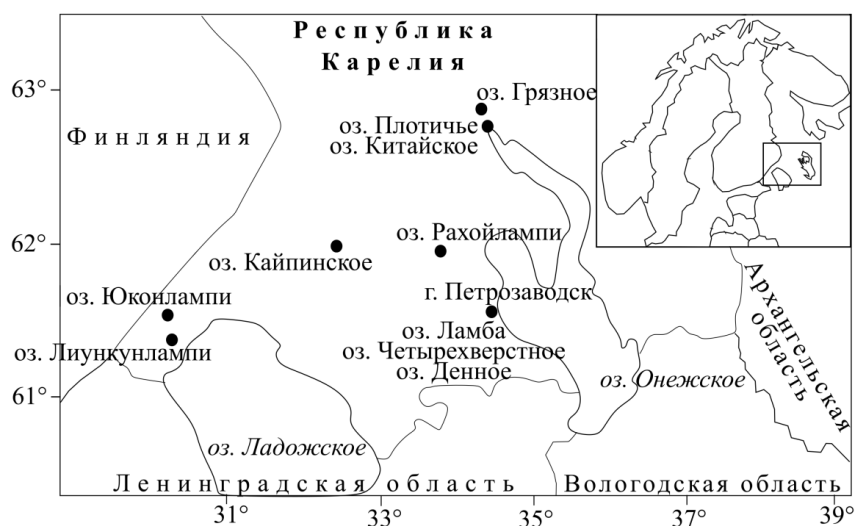 Республика
Карелия
63°
оз. Грязное
Финляндия
оз. Плотичье
оз. Китайское
62°
оз. Рахойлампи
оз. Кайпинское
оз. Юконлампи
г. Петрозаводск
Архангельская
область
оз. Ламба
оз. Лиункунлампи
оз. Четырехверстное
оз. Денное
оз. Онежское
61°
оз. Ладожское
Ленинградская область
Вологодская область
31°
33°
35°
37°
39°